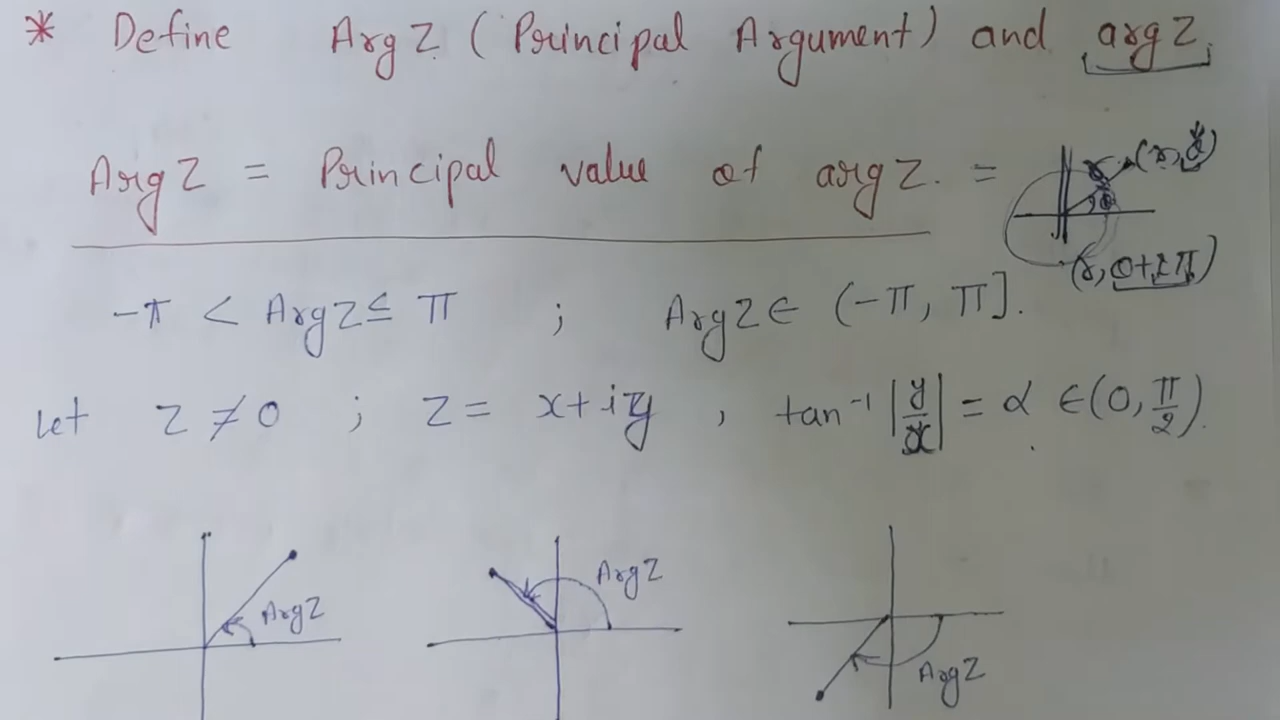 * Define Arg Z (Principal Argument) and arg Z.
Arg Z = Principal value of arg Z. =
(r, θ+2π)
-π < Arg Z ≤ π ; Arg Z ∈ (-π, π].
Let Z ≠ 0 ; Z = x+iy , tan⁻¹ |y/x| = α ∈ (0, π/2).
Arg Z
Arg Z
Arg Z